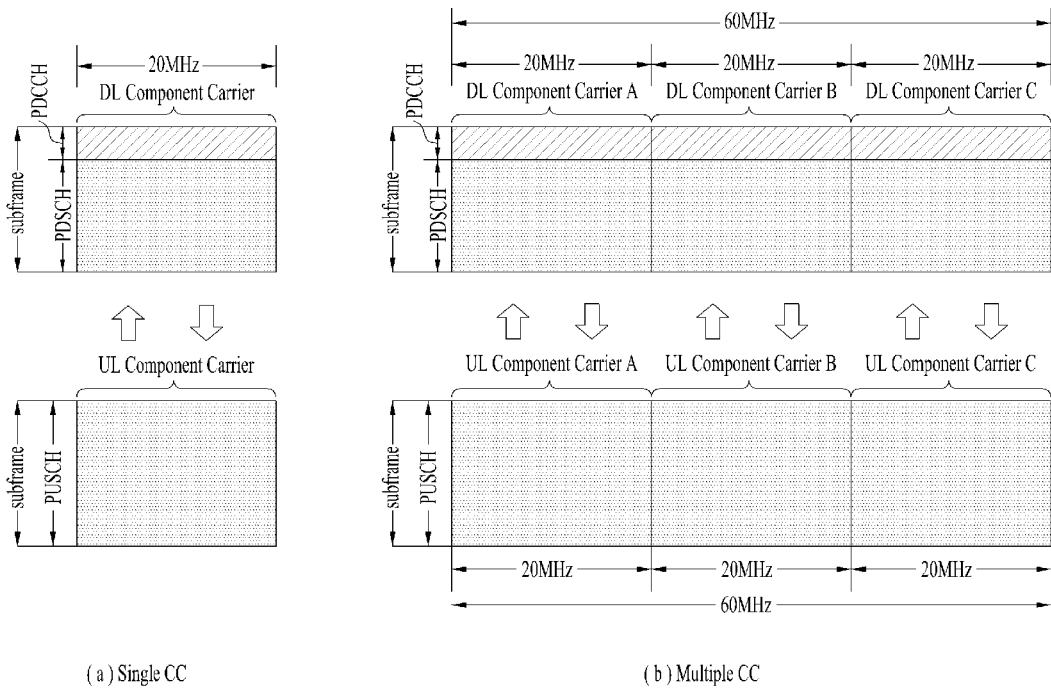 20MHz
DL Component Carrier
PDCCH
subframe
PDSCH
UL Component Carrier
subframe
PUSCH
( a ) Single CC
60MHz
20MHz 20MHz 20MHz
DL Component Carrier A DL Component Carrier B DL Component Carrier C
PDCCH
subframe
PDSCH
UL Component Carrier A UL Component Carrier B UL Component Carrier C
subframe
PUSCH
20MHz 20MHz 20MHz
60MHz
( b ) Multiple CC